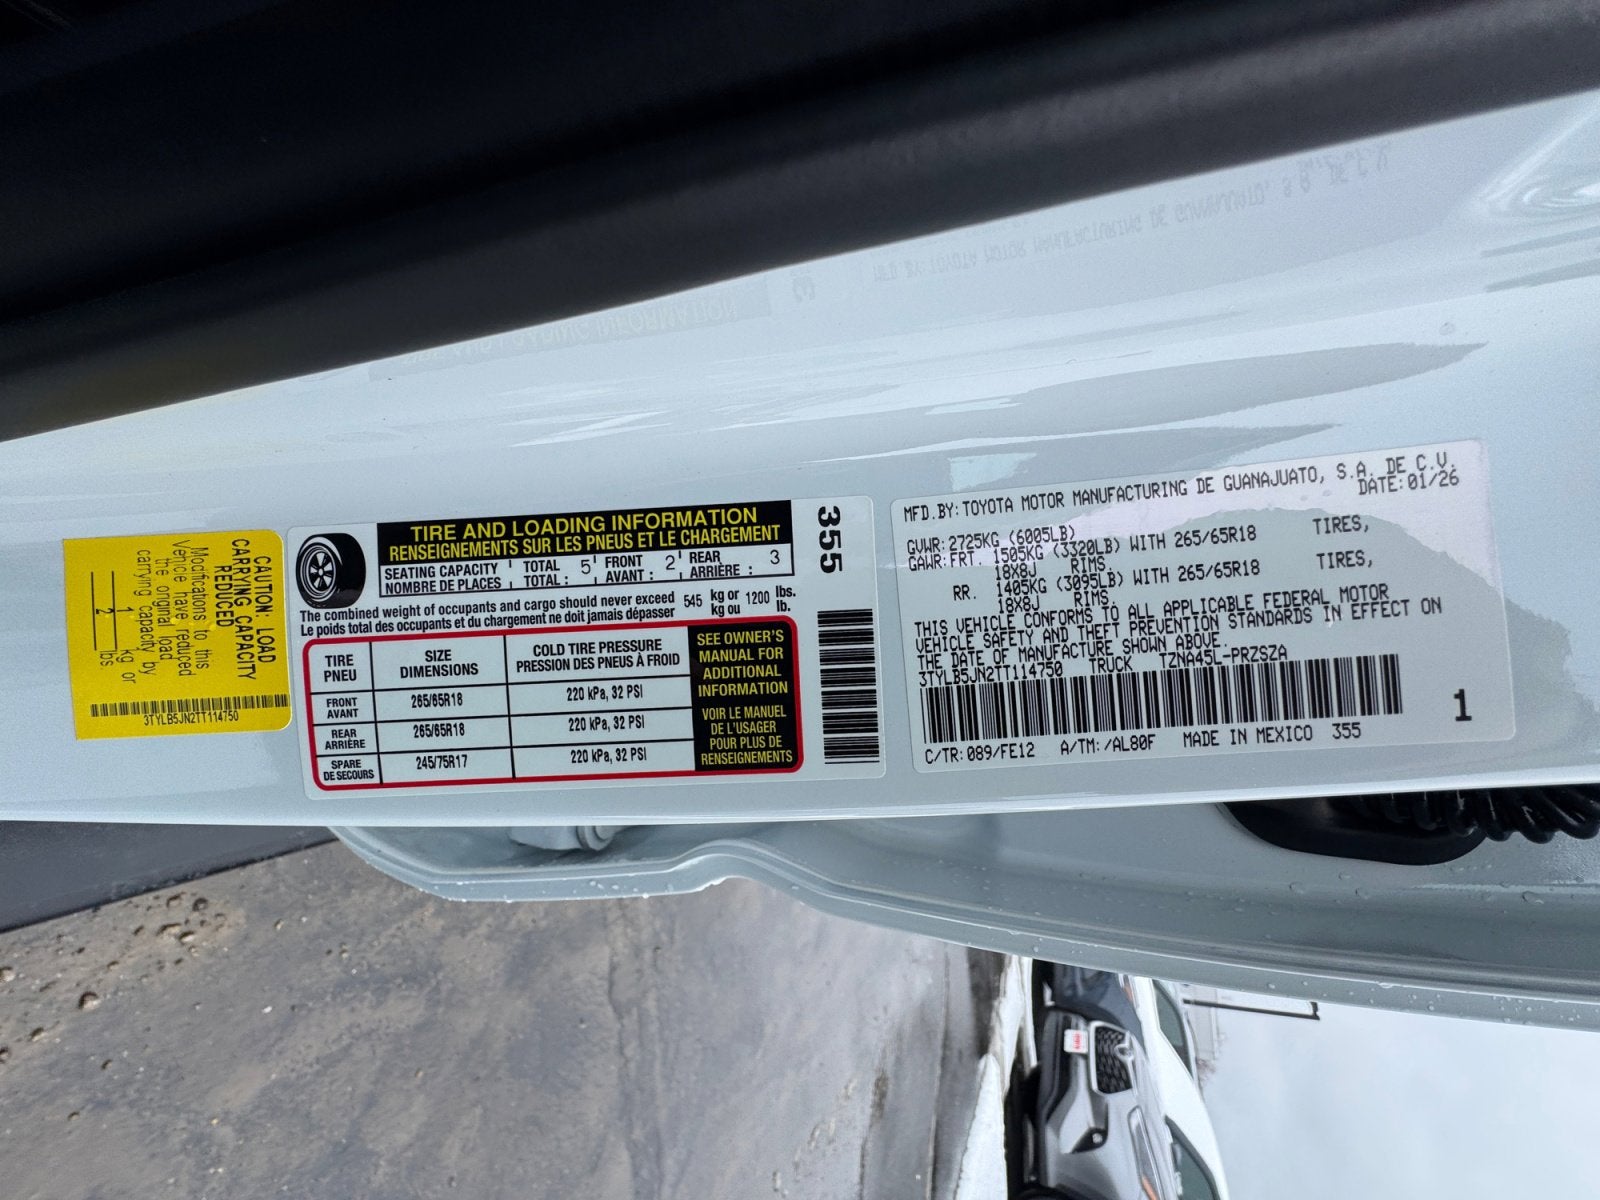 CAUTION: LOAD
CARRYING CAPACITY
REDUCED
Modifications to this
Vehicle have reduced
the original load
carrying capacity by
1 kg or
2 lbs.
3TYLB5JN2TT114750
TIRE AND LOADING INFORMATION
RENSEIGNEMENTS SUR LES PNEUS ET LE CHARGEMENT
SEATING CAPACITY TOTAL 5 FRONT 2 REAR 3
NOMBRE DE PLACES TOTAL : AVANT : ARRIÈRE :
The combined weight of occupants and cargo should never exceed 545 kg or 1200 lbs.
Le poids total des occupants et du chargement ne doit jamais dépasser kg ou lb.
TIRE SIZE COLD TIRE PRESSURE
PNEU DIMENSIONS PRESSION DES PNEUS À FROID
FRONT 265/65R18 220 kPa, 32 PSI
AVANT
REAR 265/65R18 220 kPa, 32 PSI
ARRIÈRE
SPARE 245/75R17 220 kPa, 32 PSI
DE SECOURS
SEE OWNER'S
MANUAL FOR
ADDITIONAL
INFORMATION
VOIR LE MANUEL
DE L'USAGER
POUR PLUS DE
RENSEIGNEMENTS
355
MFD.BY: TOYOTA MOTOR MANUFACTURING DE GUANAJUATO, S.A. DE C.V.
DATE:01/26
GVWR:2725KG (6005LB)
GAWR:FRT. 1505KG (3320LB) WITH 265/65R18 TIRES,
18X8J RIMS.
RR. 1405KG (3095LB) WITH 265/65R18 TIRES,
18X8J RIMS.
THIS VEHICLE CONFORMS TO ALL APPLICABLE FEDERAL MOTOR
VEHICLE SAFETY AND THEFT PREVENTION STANDARDS IN EFFECT ON
THE DATE OF MANUFACTURE SHOWN ABOVE.
3TYLB5JN2TT114750 TRUCK TZNA45L-PRZSZA
1
C/TR:089/FE12 A/TM:/AL80F MADE IN MEXICO 355